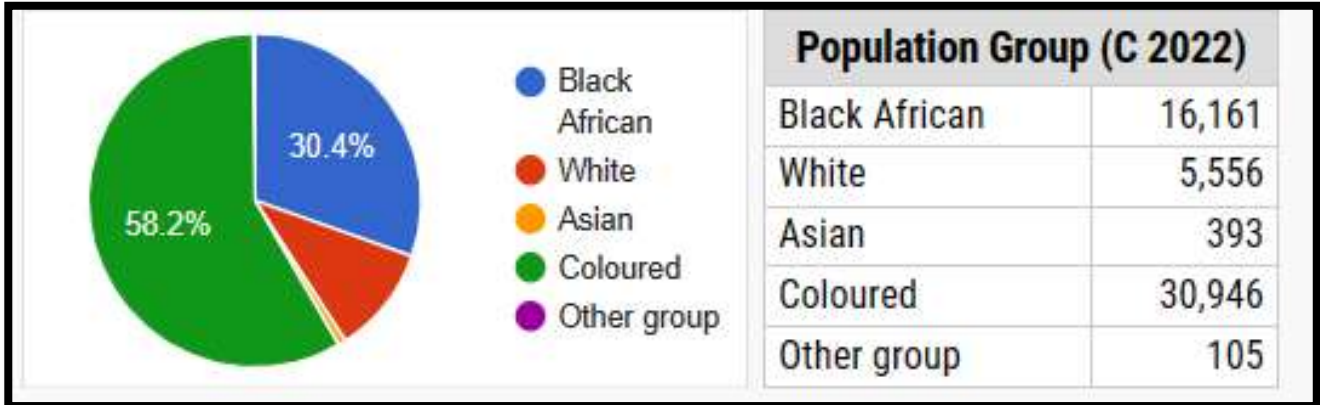 30.4%
58.2%
Black
African
White
Asian
Coloured
Other group
Population Group (C 2022)
Black African 16,161
White 5,556
Asian 393
Coloured 30,946
Other group 105